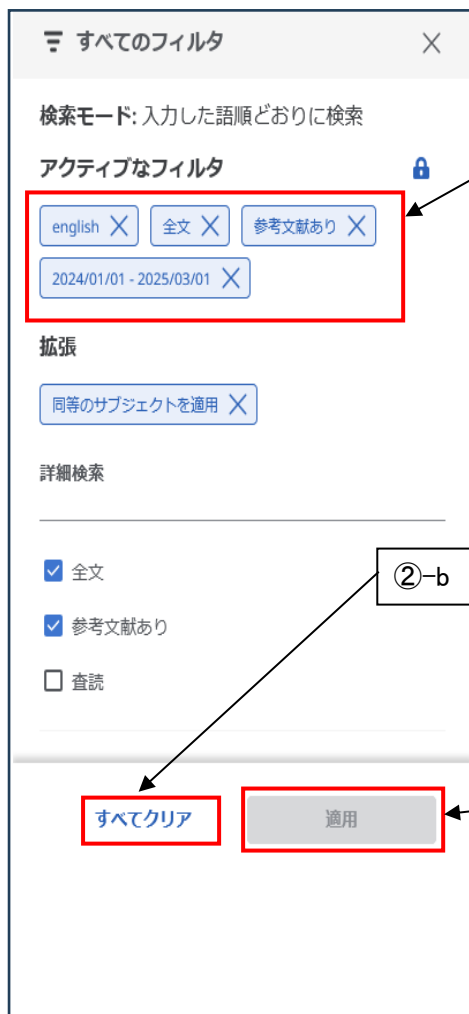 すべてのフィルタ
検索モード: 入力した語順どおりに検索
アクティブなフィルタ
english 全文 参考文献あり
2024/01/01 - 2025/03/01
拡張
同等のサブジェクトを適用
詳細検索
②-b
全文
参考文献あり
査読
すべてクリア 適用